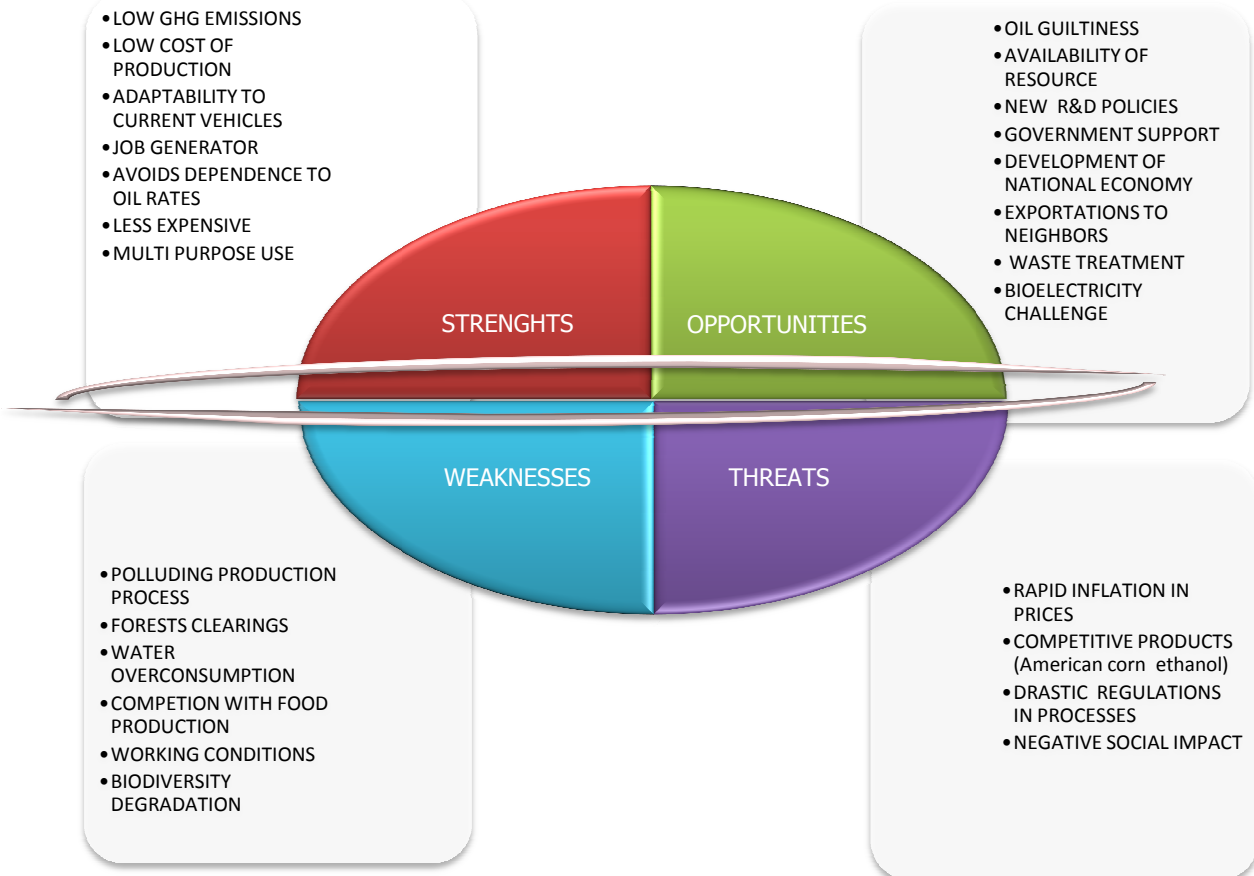 •LOW GHG EMISSIONS
•LOW COST OF
PRODUCTION
•ADAPTABILITY TO
CURRENT VEHICLES
•JOB GENERATOR
•AVOIDS DEPENDENCE TO
OIL RATES
•LESS EXPENSIVE
•MULTI PURPOSE USE
•OIL GUILTINESS
•AVAILABILITY OF
RESOURCE
•NEW R&D POLICIES
•GOVERNMENT SUPPORT
•DEVELOPMENT OF
NATIONAL ECONOMY
•EXPORTATIONS TO
NEIGHBORS
• WASTE TREATMENT
•BIOELECTRICITY
CHALLENGE
STRENGHTS
OPPORTUNITIES
WEAKNESSES
THREATS
•POLLUDING PRODUCTION
PROCESS
•FORESTS CLEARINGS
•WATER
OVERCONSUMPTION
•COMPETION WITH FOOD
PRODUCTION
•WORKING CONDITIONS
•BIODIVERSITY
DEGRADATION
•RAPID INFLATION IN
PRICES
•COMPETITIVE PRODUCTS
(American corn ethanol)
•DRASTIC REGULATIONS
IN PROCESSES
•NEGATIVE SOCIAL IMPACT